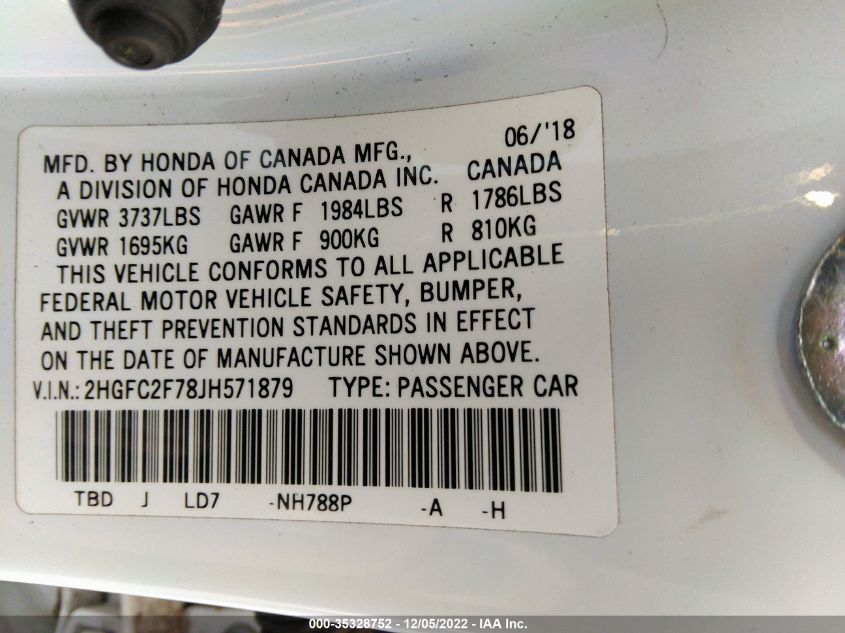 06/'18
MFD. BY HONDA OF CANADA MFG.,
A DIVISION OF HONDA CANADA INC. CANADA
GVWR 3737LBS GAWR F 1984LBS R 1786LBS
GVWR 1695KG GAWR F 900KG R 810KG
THIS VEHICLE CONFORMS TO ALL APPLICABLE
FEDERAL MOTOR VEHICLE SAFETY, BUMPER,
AND THEFT PREVENTION STANDARDS IN EFFECT
ON THE DATE OF MANUFACTURE SHOWN ABOVE.
V.I.N.: 2HGFC2F78JH571879 TYPE: PASSENGER CAR
TBD J LD7 -NH788P -A -H
000-35328752 - 12/05/2022 - IAA Inc.